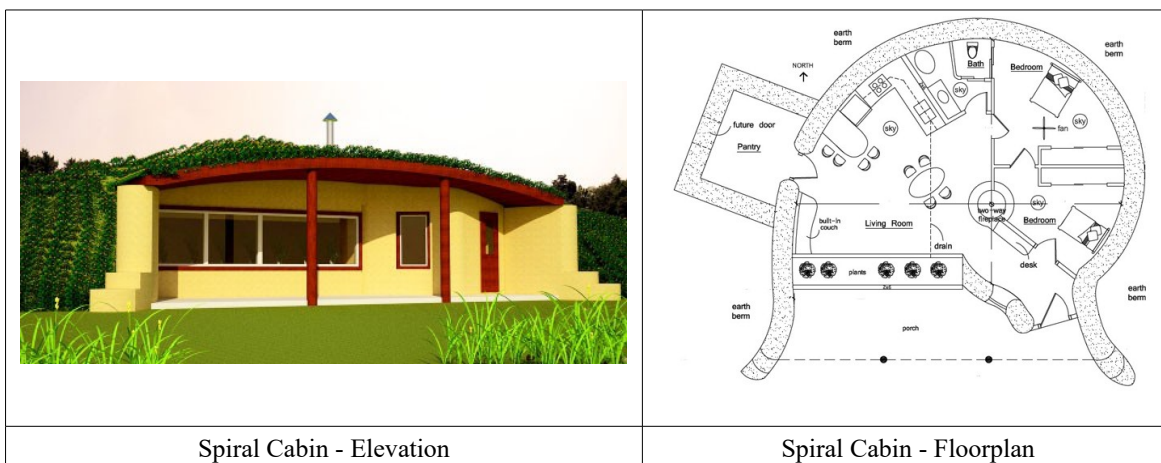 earth
berm
earth
berm
NORTH
Bath
Bedroom
sky
sky
fan
future door
Pantry
sky
sky
two-way
fireplace
Bedroom
built-in
couch
Living Room
drain
desk
plants
earth
berm
earth
berm
porch
Spiral Cabin - Elevation
Spiral Cabin - Floorplan